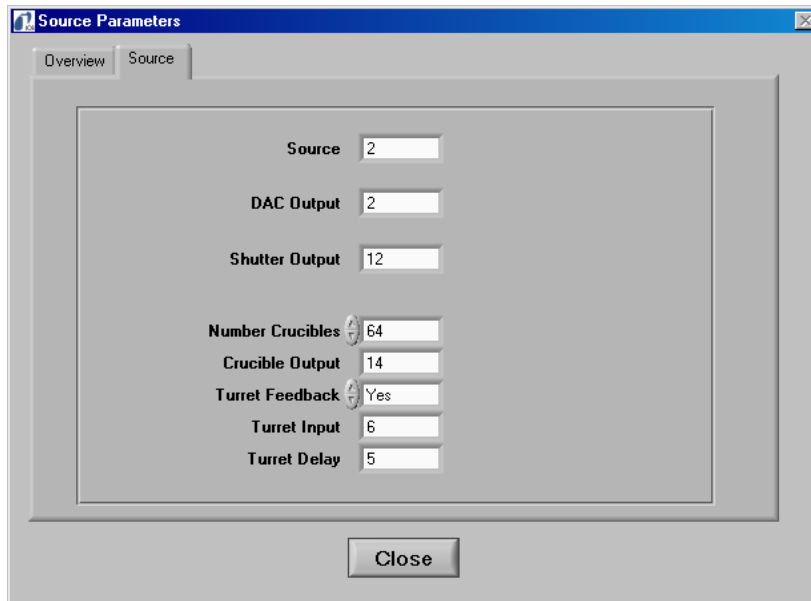 Source Parameters
Overview Source
Source 2
DAC Output 2
Shutter Output 12
Number Crucibles 64
Crucible Output 14
Turret Feedback Yes
Turret Input 6
Turret Delay 5
Close